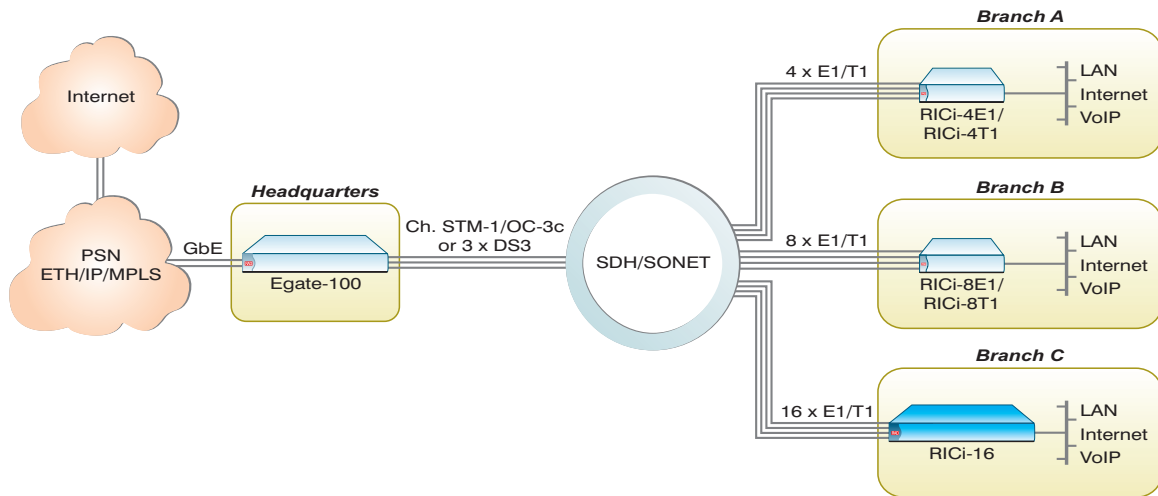 Internet
PSN
ETH/IP/MPLS
GbE
Headquarters
Egate-100
Ch. STM-1/OC-3c
or 3 x DS3
SDH/SONET
4 x E1/T1
Branch A
RICi-4E1/
RICi-4T1
LAN
Internet
VoIP
8 x E1/T1
Branch B
RICi-8E1/
RICi-8T1
LAN
Internet
VoIP
16 x E1/T1
Branch C
RICi-16
LAN
Internet
VoIP